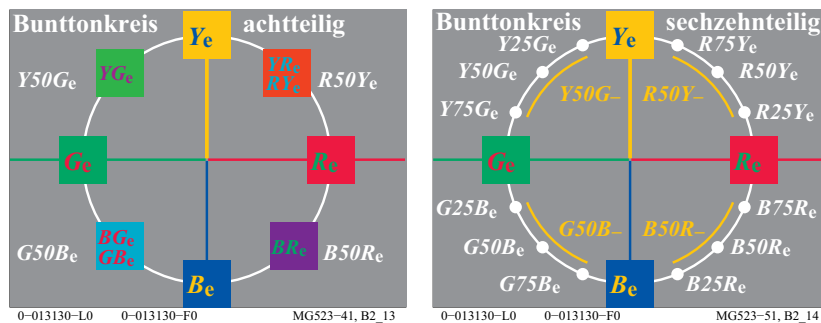 Bunttonkreis achtteilig
Ye
YGe
YRe
RYe
Y50Ge
R50Ye
Ge
Re
BGe
GBe
BRe
G50Be
B50Re
Be
0−013130−L0 0−013130−F0 MG523−41, B2_13
Bunttonkreis sechzehnteilig
Ye
Y25Ge
R75Ye
Y50Ge
R50Ye
Y50G−
R50Y−
Y75Ge
R25Ye
Ge
Re
G25Be
B75Re
G50B−
B50R−
G50Be
B50Re
G75Be
B25Re
Be
0−013130−L0 0−013130−F0 MG523−51, B2_14